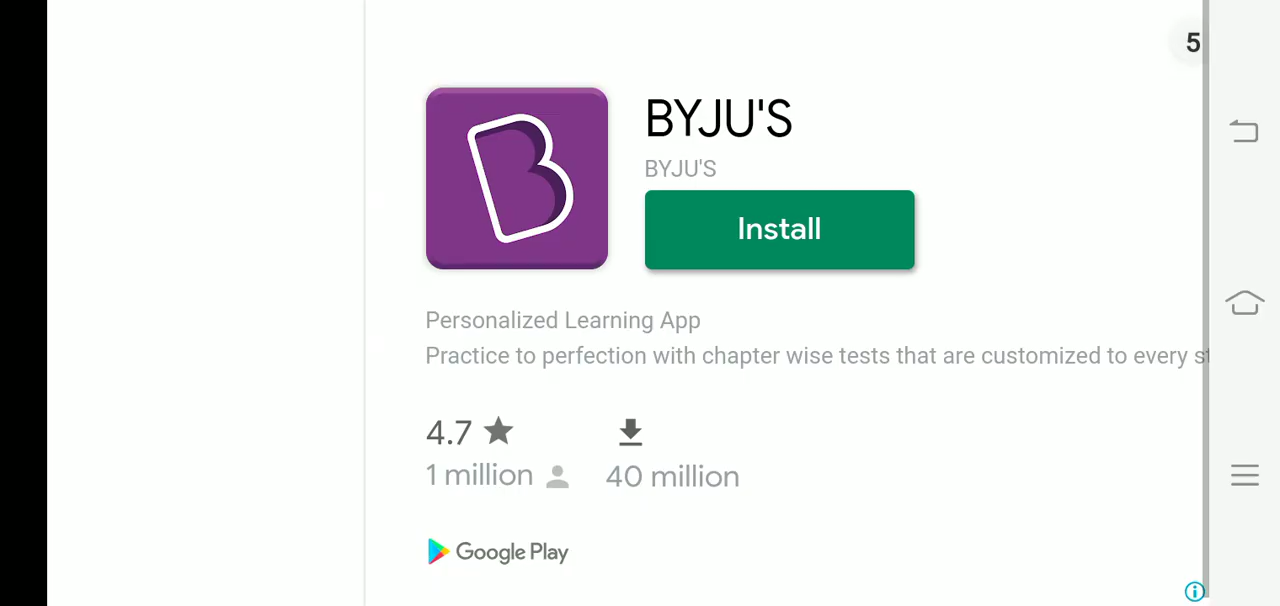 5
BYJU'S
BYJU'S
Install
Personalized Learning App
Practice to perfection with chapter wise tests that are customized to every
4.7
1 million 40 million
Google Play